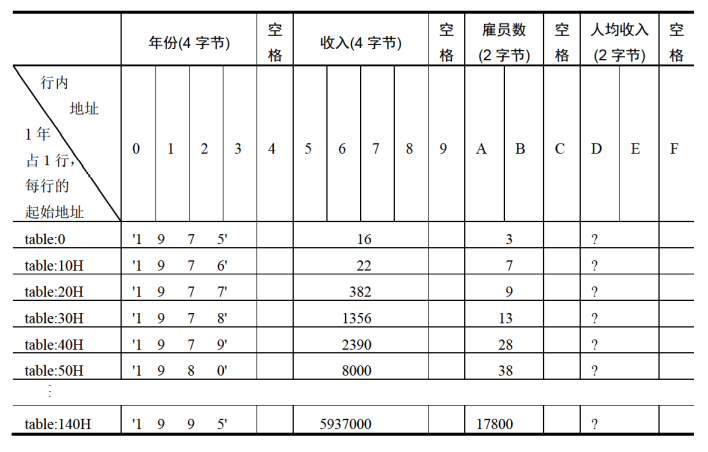 年份(4 字节) 空格 收入(4 字节) 空格 雇员数(2 字节) 空格 人均收入(2 字节) 空格
行内地址
1 年占 1 行，每行的起始地址
0 1 2 3 4 5 6 7 8 9 A B C D E F
table:0 '1 9 7 5' 16 3 ?
table:10H '1 9 7 6' 22 7 ?
table:20H '1 9 7 7' 382 9 ?
table:30H '1 9 7 8' 1356 13 ?
table:40H '1 9 7 9' 2390 28 ?
table:50H '1 9 8 0' 8000 38 ?
⋮
table:140H '1 9 9 5' 5937000 17800 ?